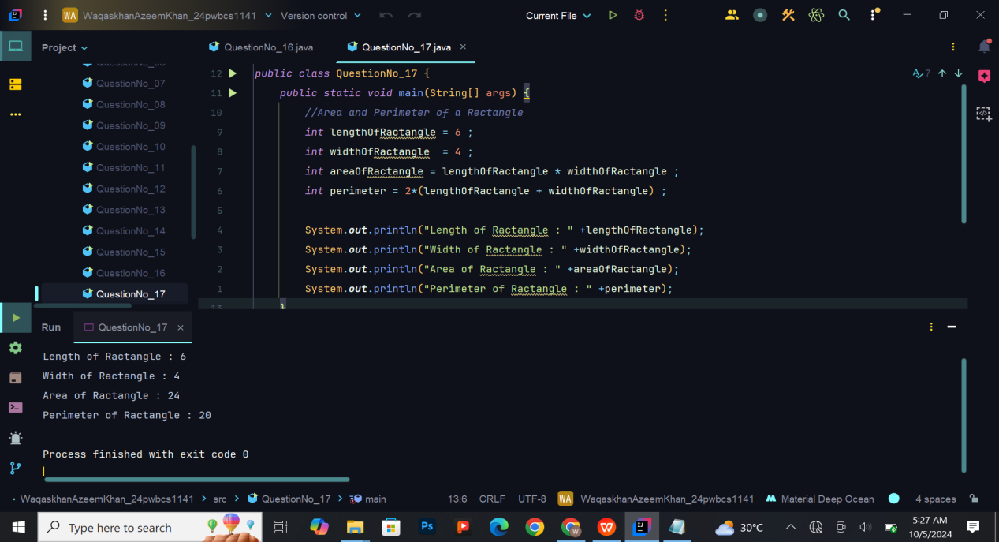 WA WaqaskhanAzeemKhan_24pwbcs1141 Version control Current File
Project
QuestionNo_16.java QuestionNo_17.java
QuestionNo_07
QuestionNo_08
QuestionNo_09
QuestionNo_10
QuestionNo_11
QuestionNo_12
QuestionNo_13
QuestionNo_14
QuestionNo_15
QuestionNo_16
QuestionNo_17
7
12 public class QuestionNo_17 {
11 public static void main(String[] args) {
10 //Area and Perimeter of a Rectangle
9 int lengthOfRactangle = 6 ;
8 int widthOfRactangle  = 4 ;
7 int areaOfRactangle = lengthOfRactangle * widthOfRactangle ;
6 int perimeter = 2*(lengthOfRactangle + widthOfRactangle) ;
5
4 System.out.println("Length of Ractangle : " +lengthOfRactangle);
3 System.out.println("Width of Ractangle : " +widthOfRactangle);
2 System.out.println("Area of Ractangle : " +areaOfRactangle);
1 System.out.println("Perimeter of Ractangle : " +perimeter);
13 }
Run QuestionNo_17
Length of Ractangle : 6
Width of Ractangle : 4
Area of Ractangle : 24
Perimeter of Ractangle : 20
Process finished with exit code 0
WaqaskhanAzeemKhan_24pwbcs1141 > src > QuestionNo_17 > main 13:6 CRLF UTF-8 WA WaqaskhanAzeemKhan_24pwbcs1141 Material Deep Ocean 4 spaces
Type here to search Ps 30°C 5:27 AM
10/5/2024